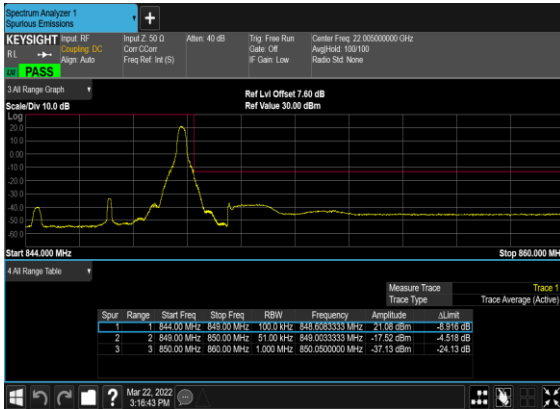 Spectrum Analyzer 1
Spurious Emissions
KEYSIGHT Input: RF Input Z: 50 Ω Atten: 40 dB Trig: Free Run Center Freq: 22.005000000 GHz
RL Coupling: DC Corr CCorr Gate: Off Avg|Hold: 100/100
Align: Auto Freq Ref: Int (S) IF Gain: Low Radio Std: None
PASS
3 All Range Graph
Ref Lvl Offset 7.60 dB
Scale/Div 10.0 dB Ref Value 30.00 dBm
Log
20.0
10.0
0.00
-10.0
-20.0
-30.0
-40.0
-50.0
-60.0
Start 844.000 MHz Stop 860.000 MH
4 All Range Table
Measure Trace Trace 1
Trace Type Trace Average (Active)
Spur Range Start Freq Stop Freq RBW Frequency Amplitude ΔLimit
1 1 844.00 MHz 849.00 MHz 100.0 kHz 848.6083333 MHz 21.08 dBm -8.916 dB
2 2 849.00 MHz 850.00 MHz 51.00 kHz 849.0033333 MHz -17.52 dBm -4.518 dB
3 3 850.00 MHz 860.00 MHz 1.000 MHz 850.0500000 MHz -37.13 dBm -24.13 dB
Mar 22, 2022
3:16:43 PM